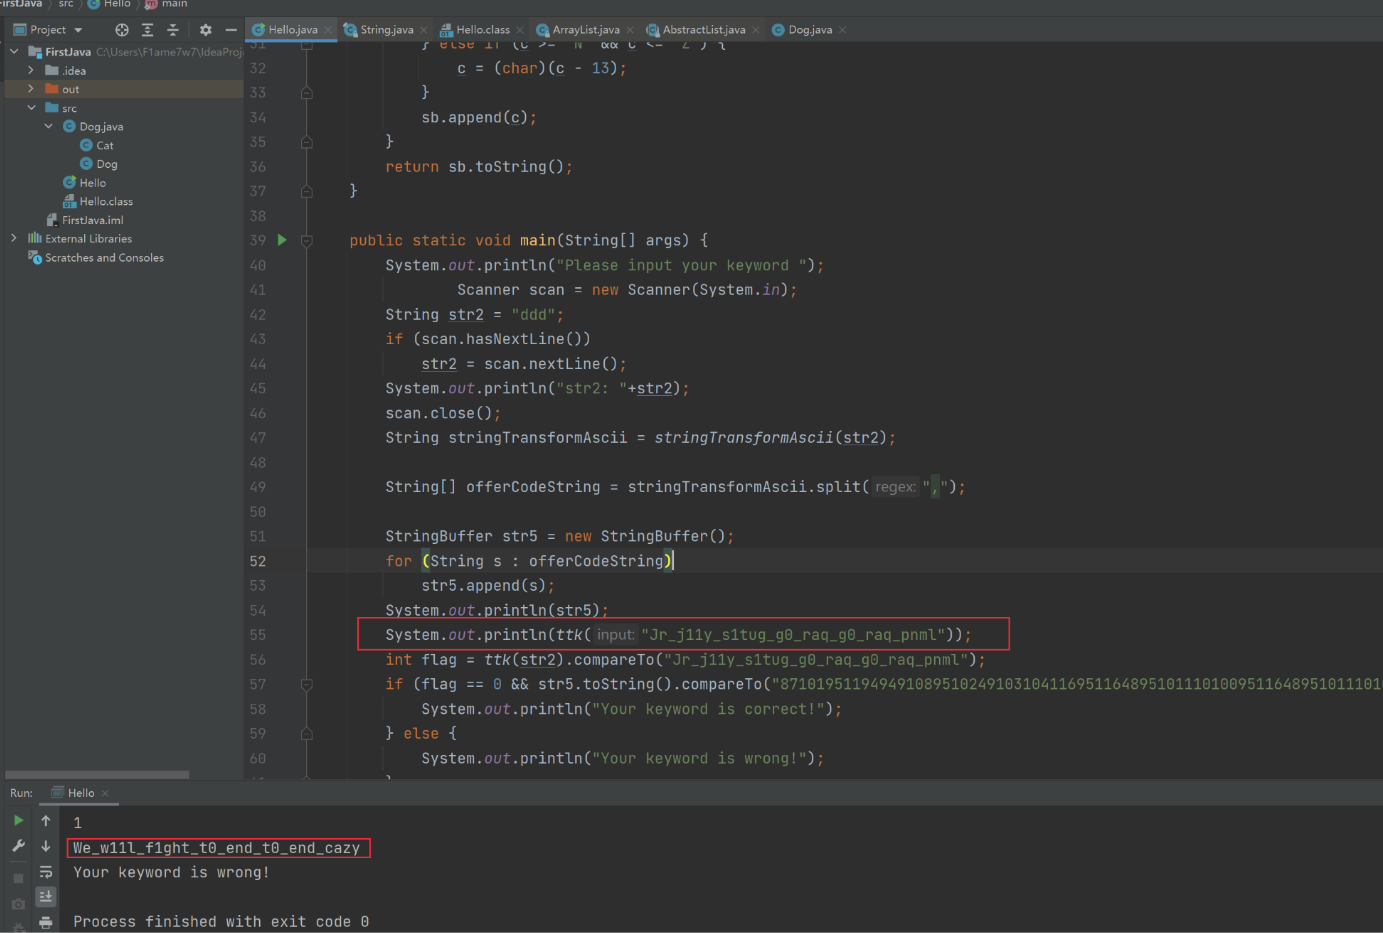 FirstJava > src > Hello > main
Project
Hello.java × String.java × Hello.class × ArrayList.java × AbstractList.java × Dog.java ×
FirstJava C:\Users\F1ame7w7\IdeaProj
.idea
out
src
Dog.java
Cat
Dog
Hello
Hello.class
FirstJava.iml
External Libraries
Scratches and Consoles
31 } else if (c >= 'N' && c <= 'Z') {
32 c = (char)(c - 13);
33 }
34 sb.append(c);
35 }
36 return sb.toString();
37 }
38
39 public static void main(String[] args) {
40 System.out.println("Please input your keyword ");
41 Scanner scan = new Scanner(System.in);
42 String str2 = "ddd";
43 if (scan.hasNextLine())
44 str2 = scan.nextLine();
45 System.out.println("str2: "+str2);
46 scan.close();
47 String stringTransformAscii = stringTransformAscii(str2);
48
49 String[] offerCodeString = stringTransformAscii.split( regex: ",");
50
51 StringBuffer str5 = new StringBuffer();
52 for (String s : offerCodeString)
53 str5.append(s);
54 System.out.println(str5);
55 System.out.println(ttk( input: "Jr_j11y_s1tug_g0_raq_g0_raq_pnml"));
56 int flag = ttk(str2).compareTo("Jr_j11y_s1tug_g0_raq_g0_raq_pnml");
57 if (flag == 0 && str5.toString().compareTo("871019511949491089510249103104116951164895101110100951164895101110​1
58 System.out.println("Your keyword is correct!");
59 } else {
60 System.out.println("Your keyword is wrong!");
Run: Hello ×
1
We_w11l_f1ght_t0_end_t0_end_cazy
Your keyword is wrong!
Process finished with exit code 0